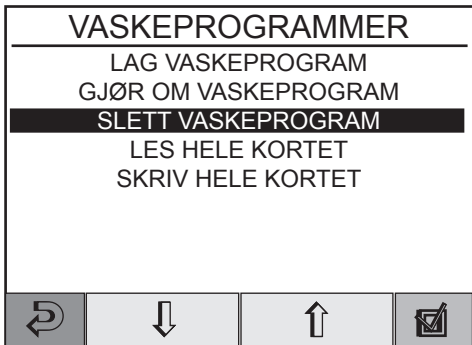 VASKEPROGRAMMER
LAG VASKEPROGRAM
GJØR OM VASKEPROGRAM
SLETT VASKEPROGRAM
LES HELE KORTET
SKRIV HELE KORTET